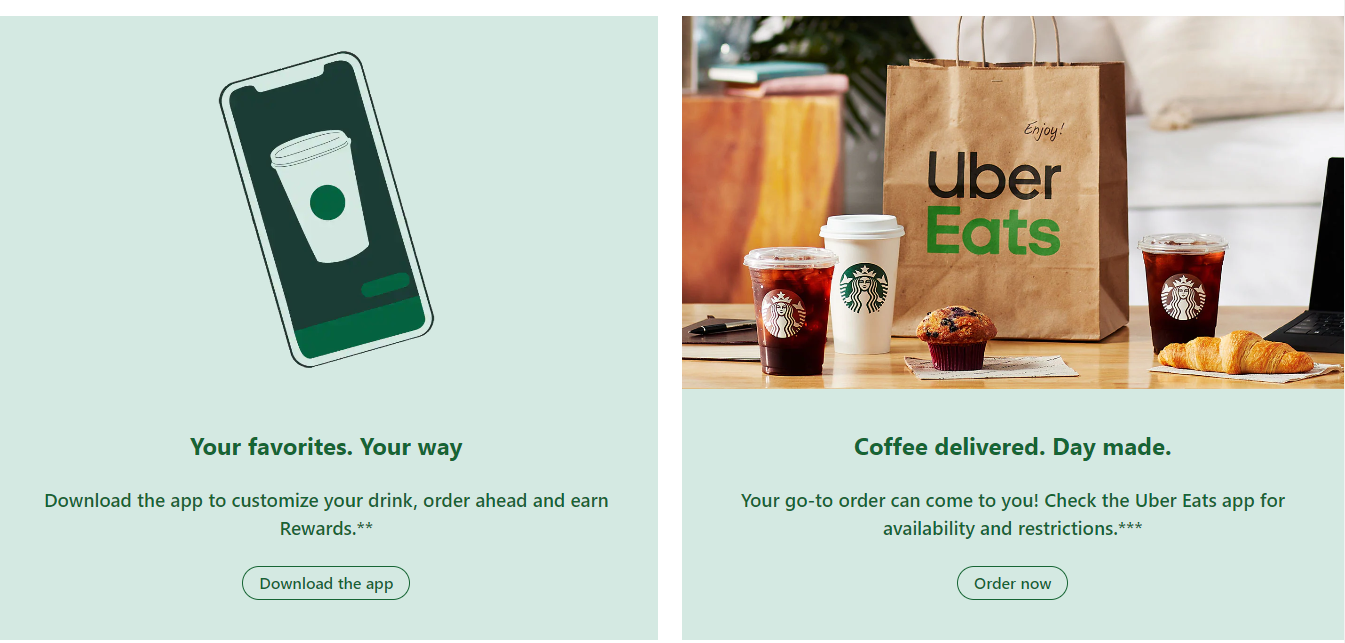 Your favorites. Your way
Download the app to customize your drink, order ahead and earn
Rewards.**
Download the app
Enjoy!
Uber
Eats
Coffee delivered. Day made.
Your go-to order can come to you! Check the Uber Eats app for
availability and restrictions.***
Order now